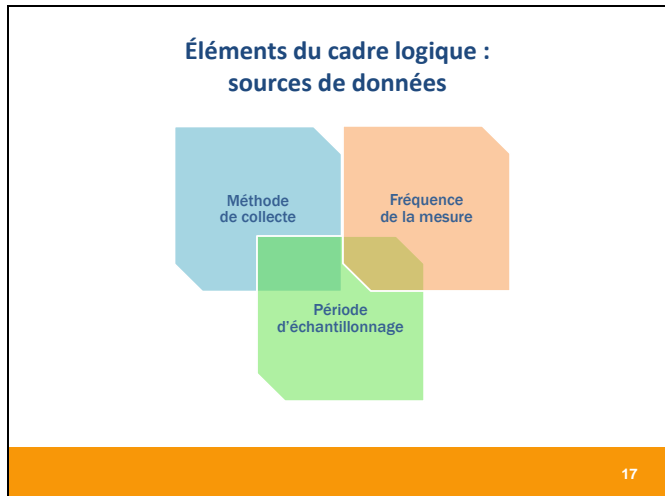 Éléments du cadre logique :
sources de données
Méthode
de collecte
Fréquence
de la mesure
Période
d'échantillonnage
17